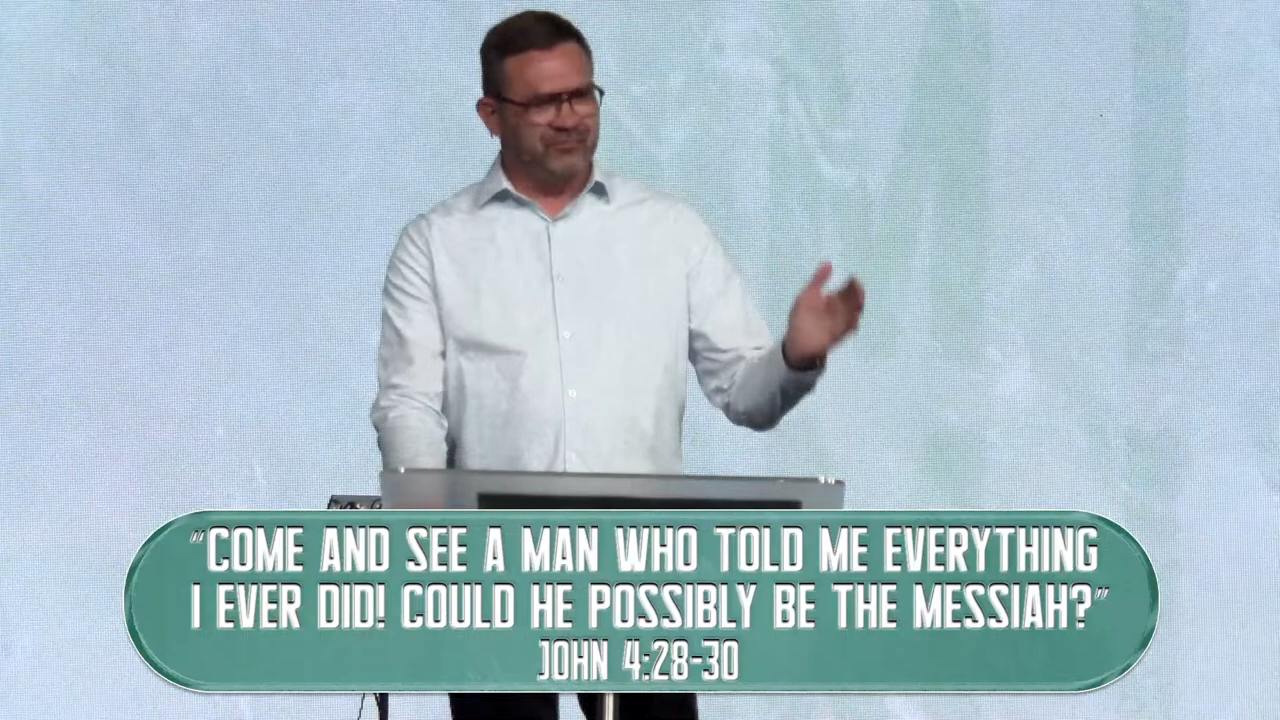 "COME AND SEE A MAN WHO TOLD ME EVERYTHING
I EVER DID! COULD HE POSSIBLY BE THE MESSIAH?"
JOHN 4:28-30